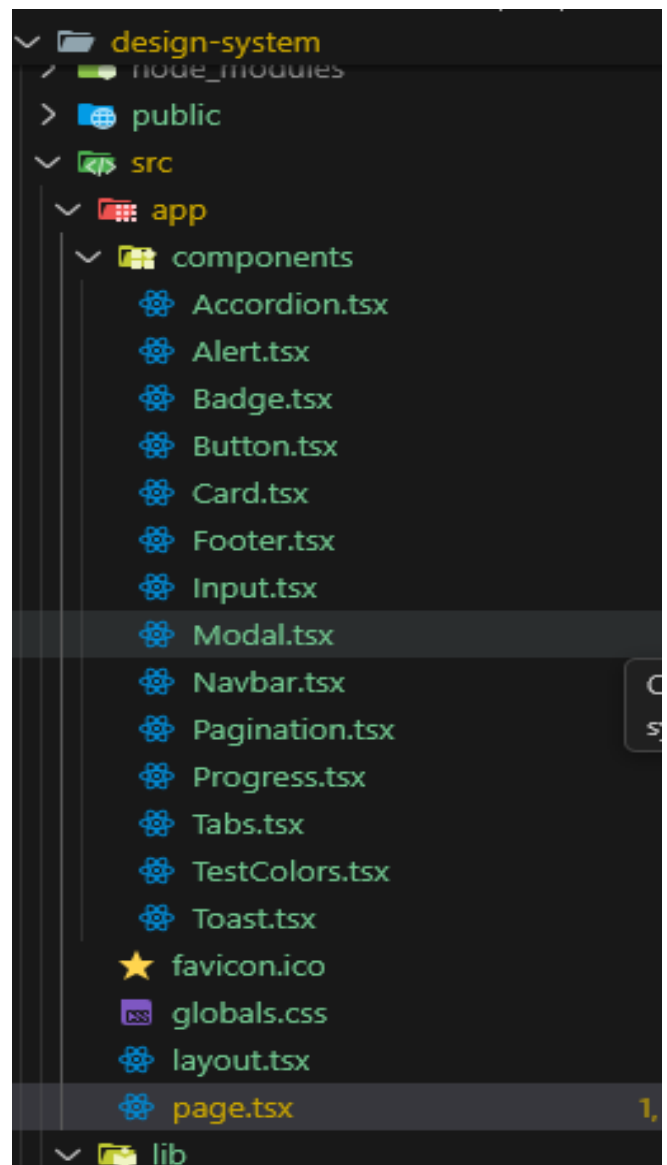 design-system
node_modules
public
src
app
components
Accordion.tsx
Alert.tsx
Badge.tsx
Button.tsx
Card.tsx
Footer.tsx
Input.tsx
Modal.tsx
Navbar.tsx
Pagination.tsx
Progress.tsx
Tabs.tsx
TestColors.tsx
Toast.tsx
favicon.ico
globals.css
layout.tsx
page.tsx 1,
lib